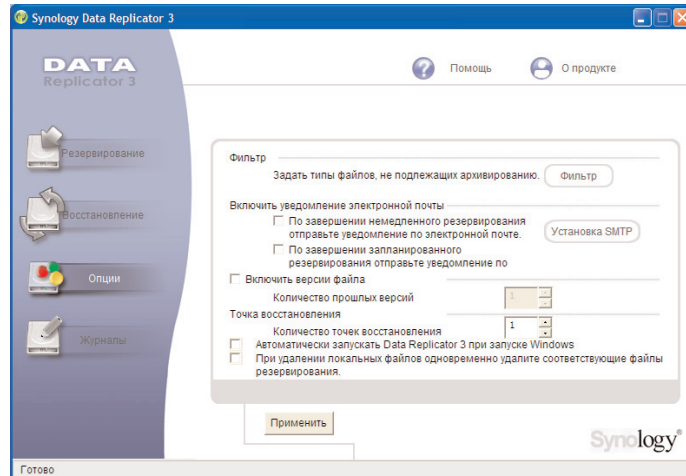 Synology Data Replicator 3
DATA
Replicator 3
Помощь
О продукте
Резервирование
Восстановление
Опции
Журналы
Фильтр
Задать типы файлов, не подлежащих архивированию.
Фильтр
Включить уведомление электронной почты
По завершении немедленного резервирования
отправьте уведомление по электронной почте.
Установка SMTP
По завершении запланированного
резервирования отправьте уведомление по
Включить версии файла
Количество прошлых версий
1
Точка восстановления
Количество точек восстановления
1
Автоматически запускать Data Replicator 3 при запуске Windows
При удалении локальных файлов одновременно удалите соответствующие файлы
резервирования.
Применить
Synology®
Готово